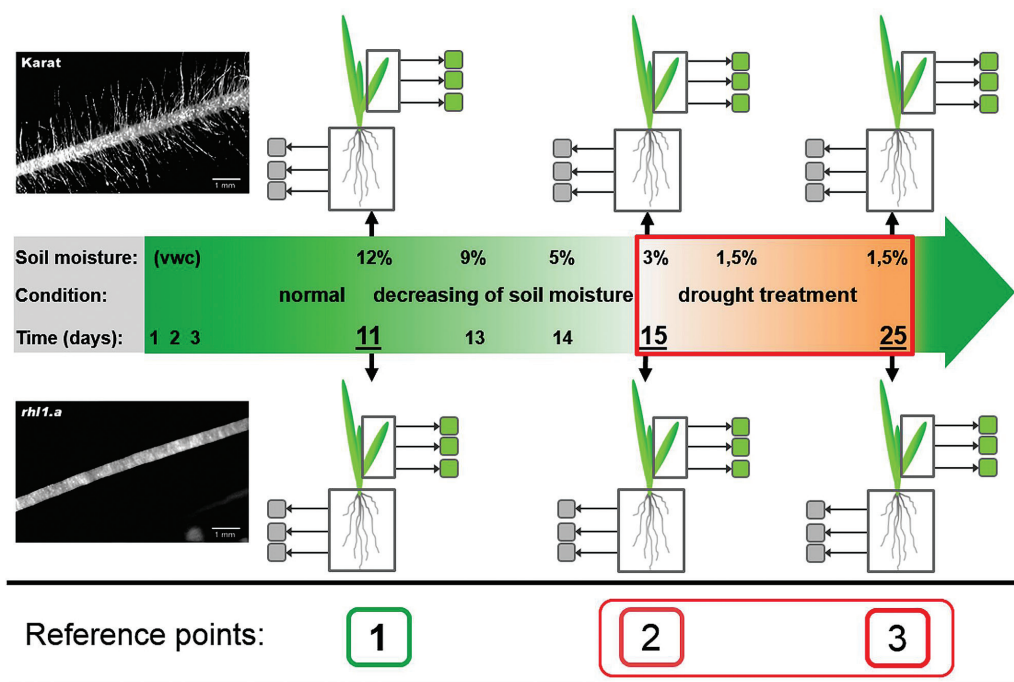 Karat
1 mm
Soil moisture: (vwc) 12% 9% 5% 3% 1,5% 1,5%
Condition: normal decreasing of soil moisture drought treatment
Time (days): 1 2 3 11 13 14 15 25
rhl1.a
1 mm
Reference points: 1 2 3